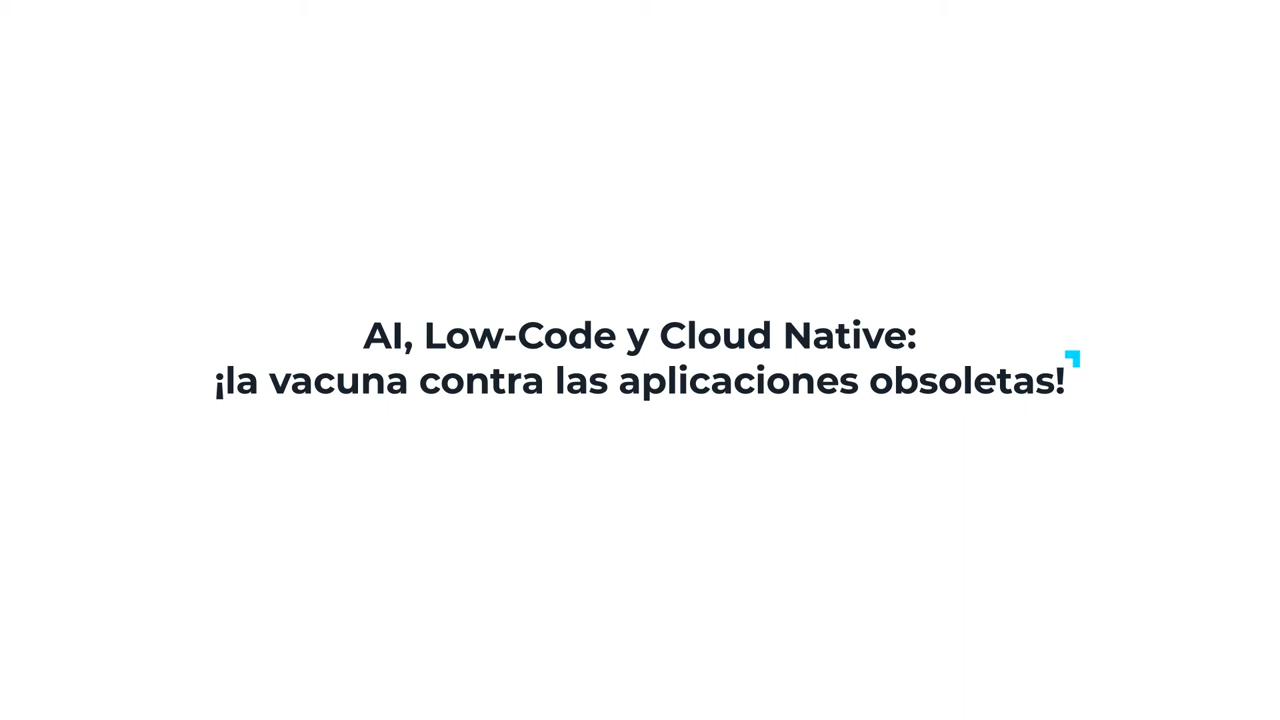 AI, Low-Code y Cloud Native:
¡la vacuna contra las aplicaciones obsoletas!